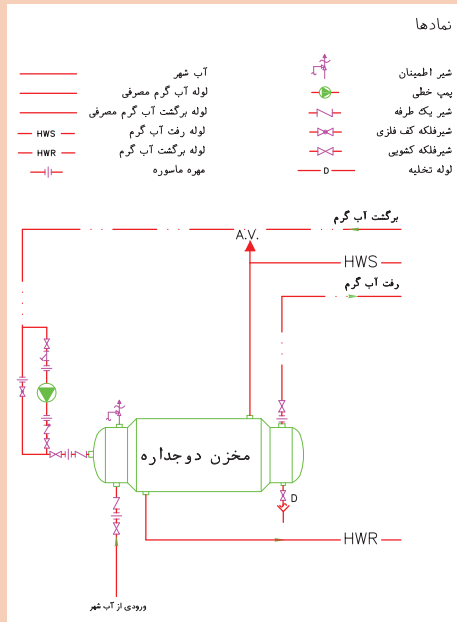 نمادها
شیر اطمینان
پمپ خطی
شیر یک طرفه
شیرفلکه کف فلزی
شیرفلکه کشویی
لوله تخلیه
D
آب شهر
لوله آب گرم مصرفی
لوله برگشت آب گرم مصرفی
لوله رفت آب گرم
HWS
لوله برگشت آب گرم
HWR
مهره ماسوره
برگشت آب گرم
A.V.
HWS
رفت آب گرم
مخزن دوجداره
D
HWR
ورودی از آب شهر